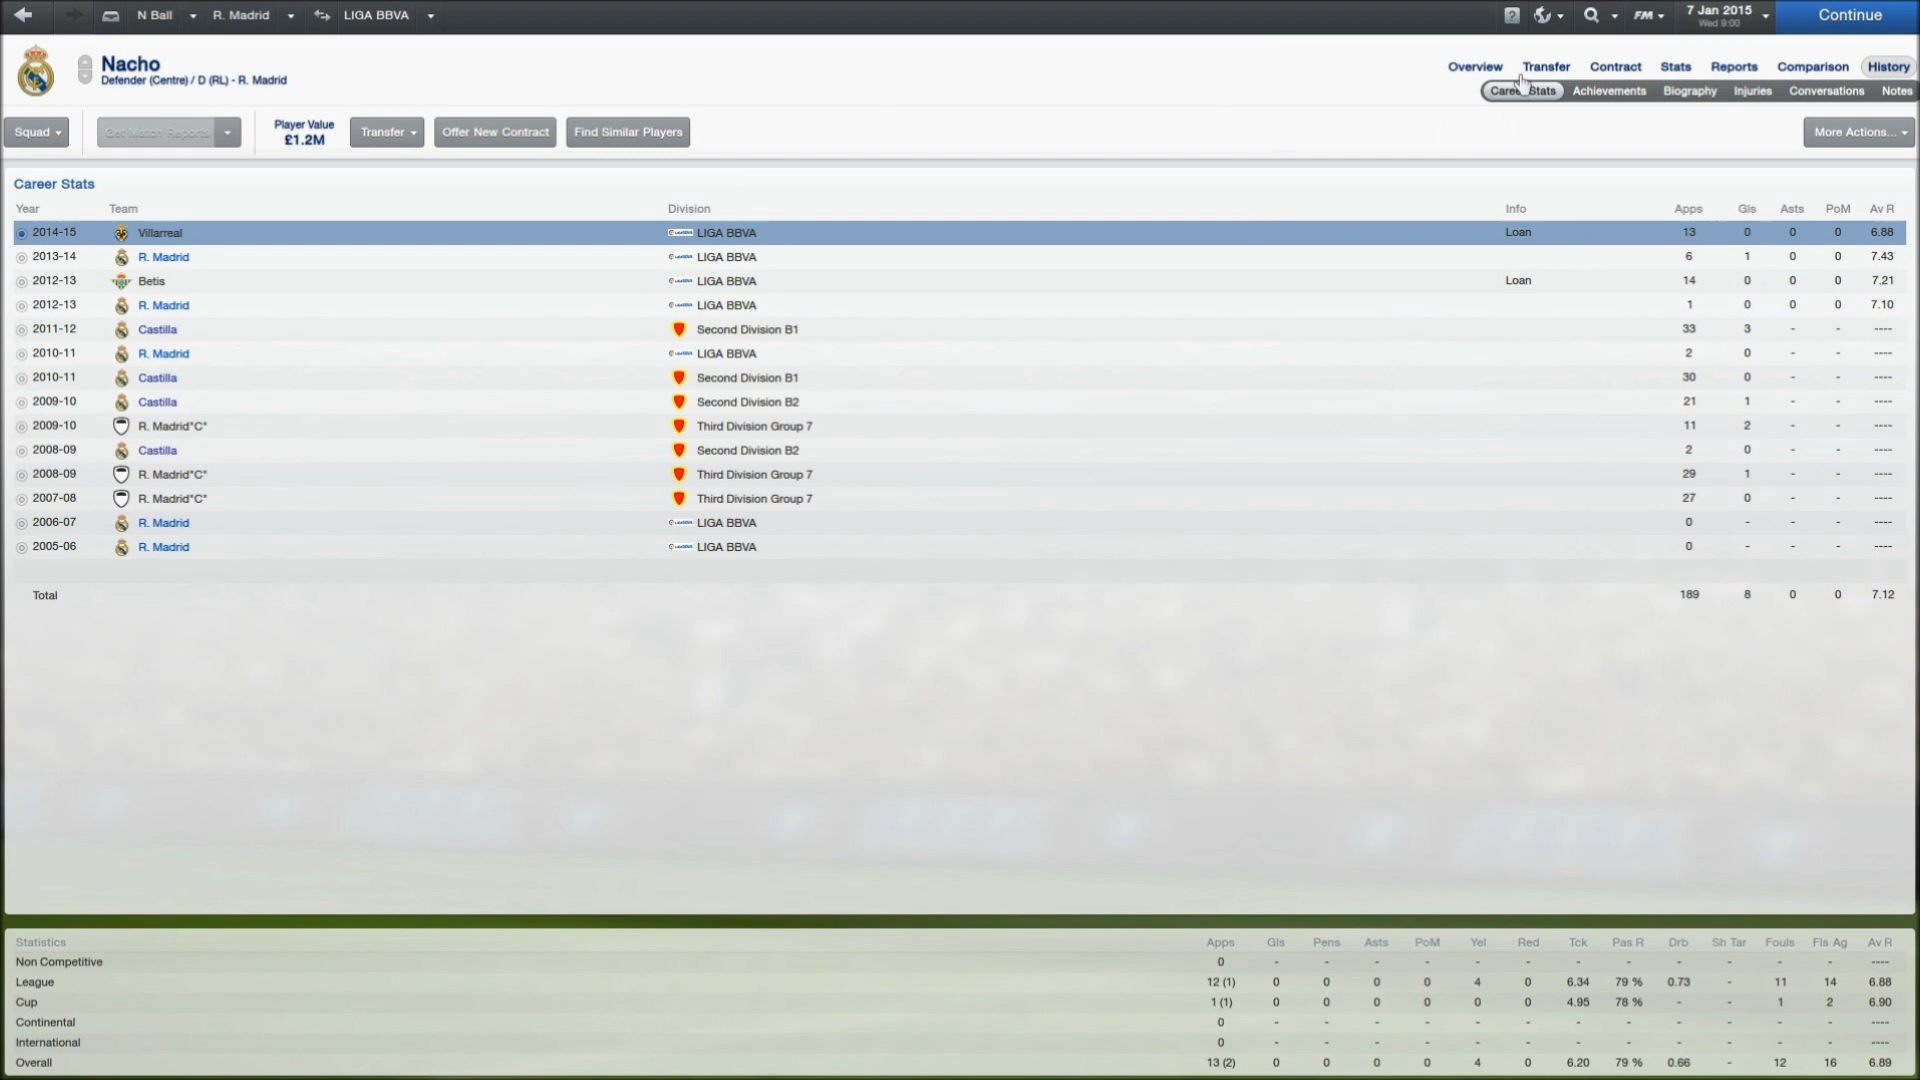 N Ball R. Madrid LIGA BBVA ? FM 7 Jan 2015 Wed 9:00 Continue
Nacho
Defender (Centre) / D (RL) - R. Madrid
Overview Transfer Contract Stats Reports Comparison History
Career Stats Achievements Biography Injuries Conversations Notes
Squad Get Match Reports Player Value £1.2M Transfer Offer New Contract Find Similar Players More Actions...
Career Stats
Year Team Division Info Apps Gls Asts PoM Av R
2014-15 Villarreal LIGA BBVA Loan 13 0 0 0 6.88
2013-14 R. Madrid LIGA BBVA 6 1 0 0 7.43
2012-13 Betis LIGA BBVA Loan 14 0 0 0 7.21
2012-13 R. Madrid LIGA BBVA 1 0 0 0 7.10
2011-12 Castilla Second Division B1 33 3 - - ----
2010-11 R. Madrid LIGA BBVA 2 0 - - ----
2010-11 Castilla Second Division B1 30 0 - - ----
2009-10 Castilla Second Division B2 21 1 - - ----
2009-10 R. Madrid"C" Third Division Group 7 11 2 - - ----
2008-09 Castilla Second Division B2 2 0 - - ----
2008-09 R. Madrid"C" Third Division Group 7 29 1 - - ----
2007-08 R. Madrid"C" Third Division Group 7 27 0 - - ----
2006-07 R. Madrid LIGA BBVA 0 - - - ----
2005-06 R. Madrid LIGA BBVA 0 - - - ----
Total 189 8 0 0 7.12
Statistics Apps Gls Pens Asts PoM Yel Red Tck Pas R Drb Sh Tar Fouls Fls Ag Av R
Non Competitive 0 - - - - - - - - - - - - ----
League 12 (1) 0 0 0 0 4 0 6.34 79 % 0.73 - 11 14 6.88
Cup 1 (1) 0 0 0 0 0 0 4.95 78 % - - 1 2 6.90
Continental 0 - - - - - - - - - - - - ----
International 0 - - - - - - - - - - - - ----
Overall 13 (2) 0 0 0 0 4 0 6.20 79 % 0.66 - 12 16 6.89